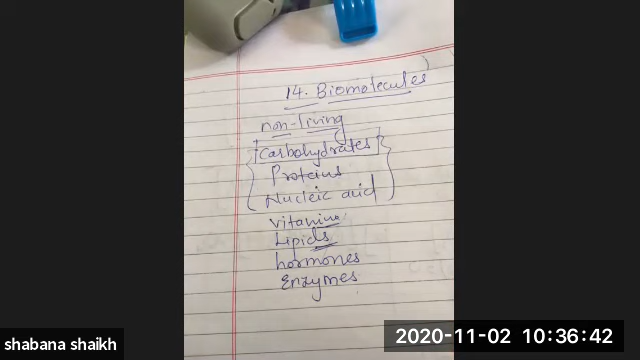 14. Biomolecules
non-living
[Carbohydrates]
Proteins
Nucleic acid
vitamins
Lipids
hormones
Enzymes
shabana shaikh
2020-11-02 10:36:42